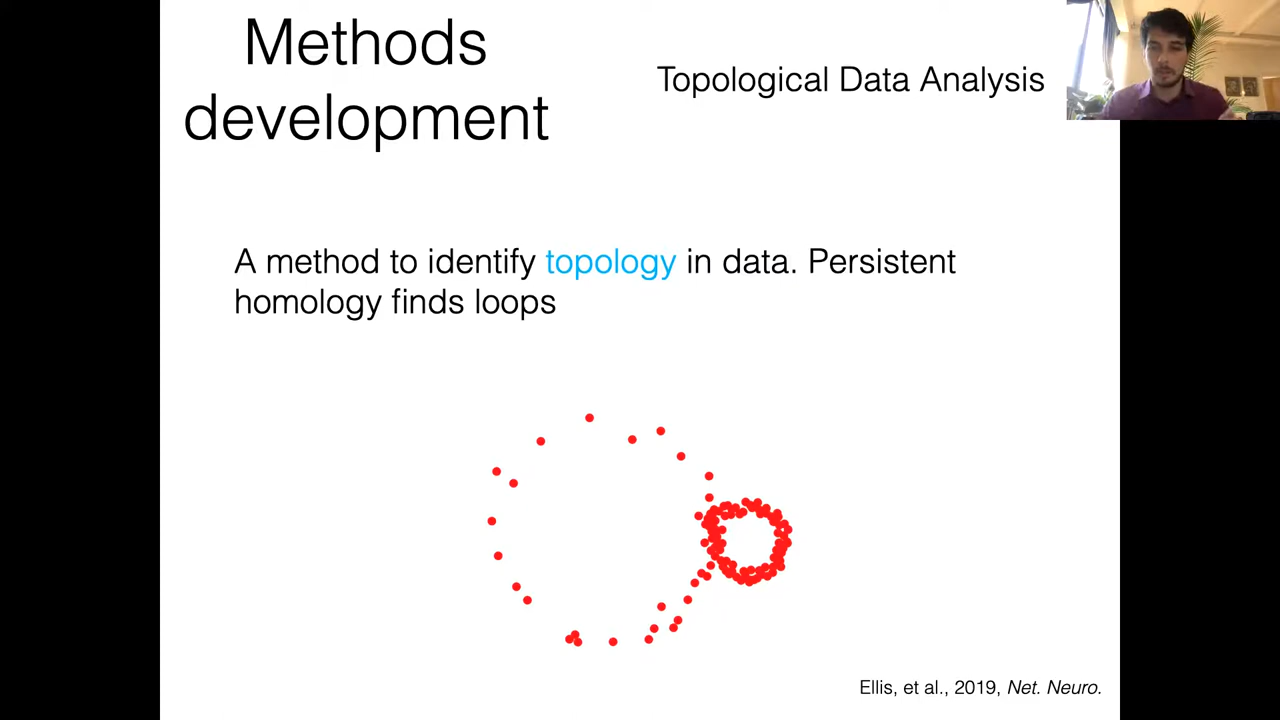 Methods
development
Topological Data Analysis
A method to identify topology in data. Persistent
homology finds loops
Ellis, et al., 2019, Net. Neuro.